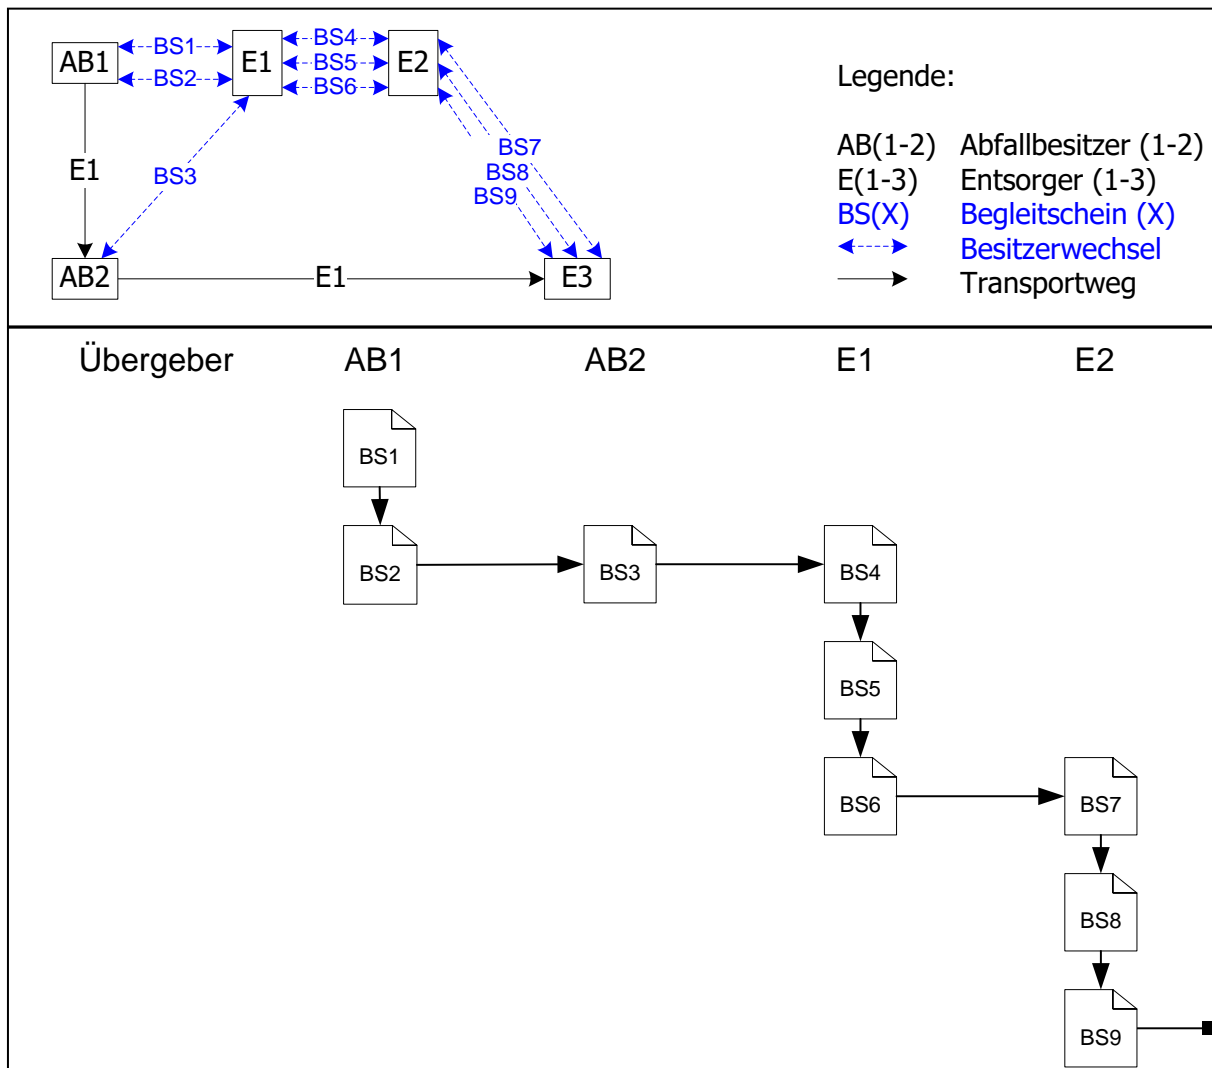 AB1 BS1 E1 BS4 E2
BS2 BS5
BS6
Legende:
E1 BS3 BS7
BS8
BS9
AB(1-2) Abfallbesitzer (1-2)
E(1-3) Entsorger (1-3)
BS(X) Begleitschein (X)
Besitzerwechsel
Transportweg
AB2 E1 E3
Übergeber AB1 AB2 E1 E2
BS1
BS2 BS3 BS4
BS5
BS6 BS7
BS8
BS9